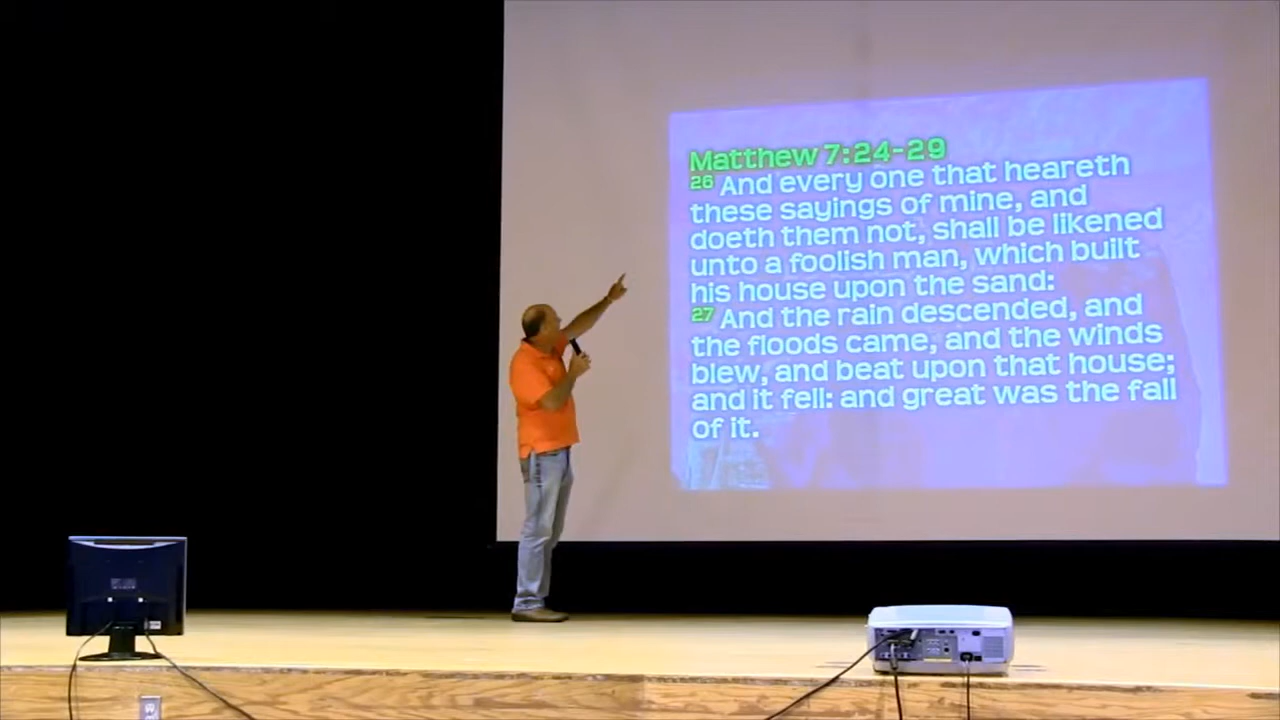 Matthew 7:24-29
26 And every one that heareth
these sayings of mine, and
doeth them not, shall be likened
unto a foolish man, which built
his house upon the sand:
27 And the rain descended, and
the floods came, and the winds
blew, and beat upon that house;
and it fell: and great was the fall
of it.